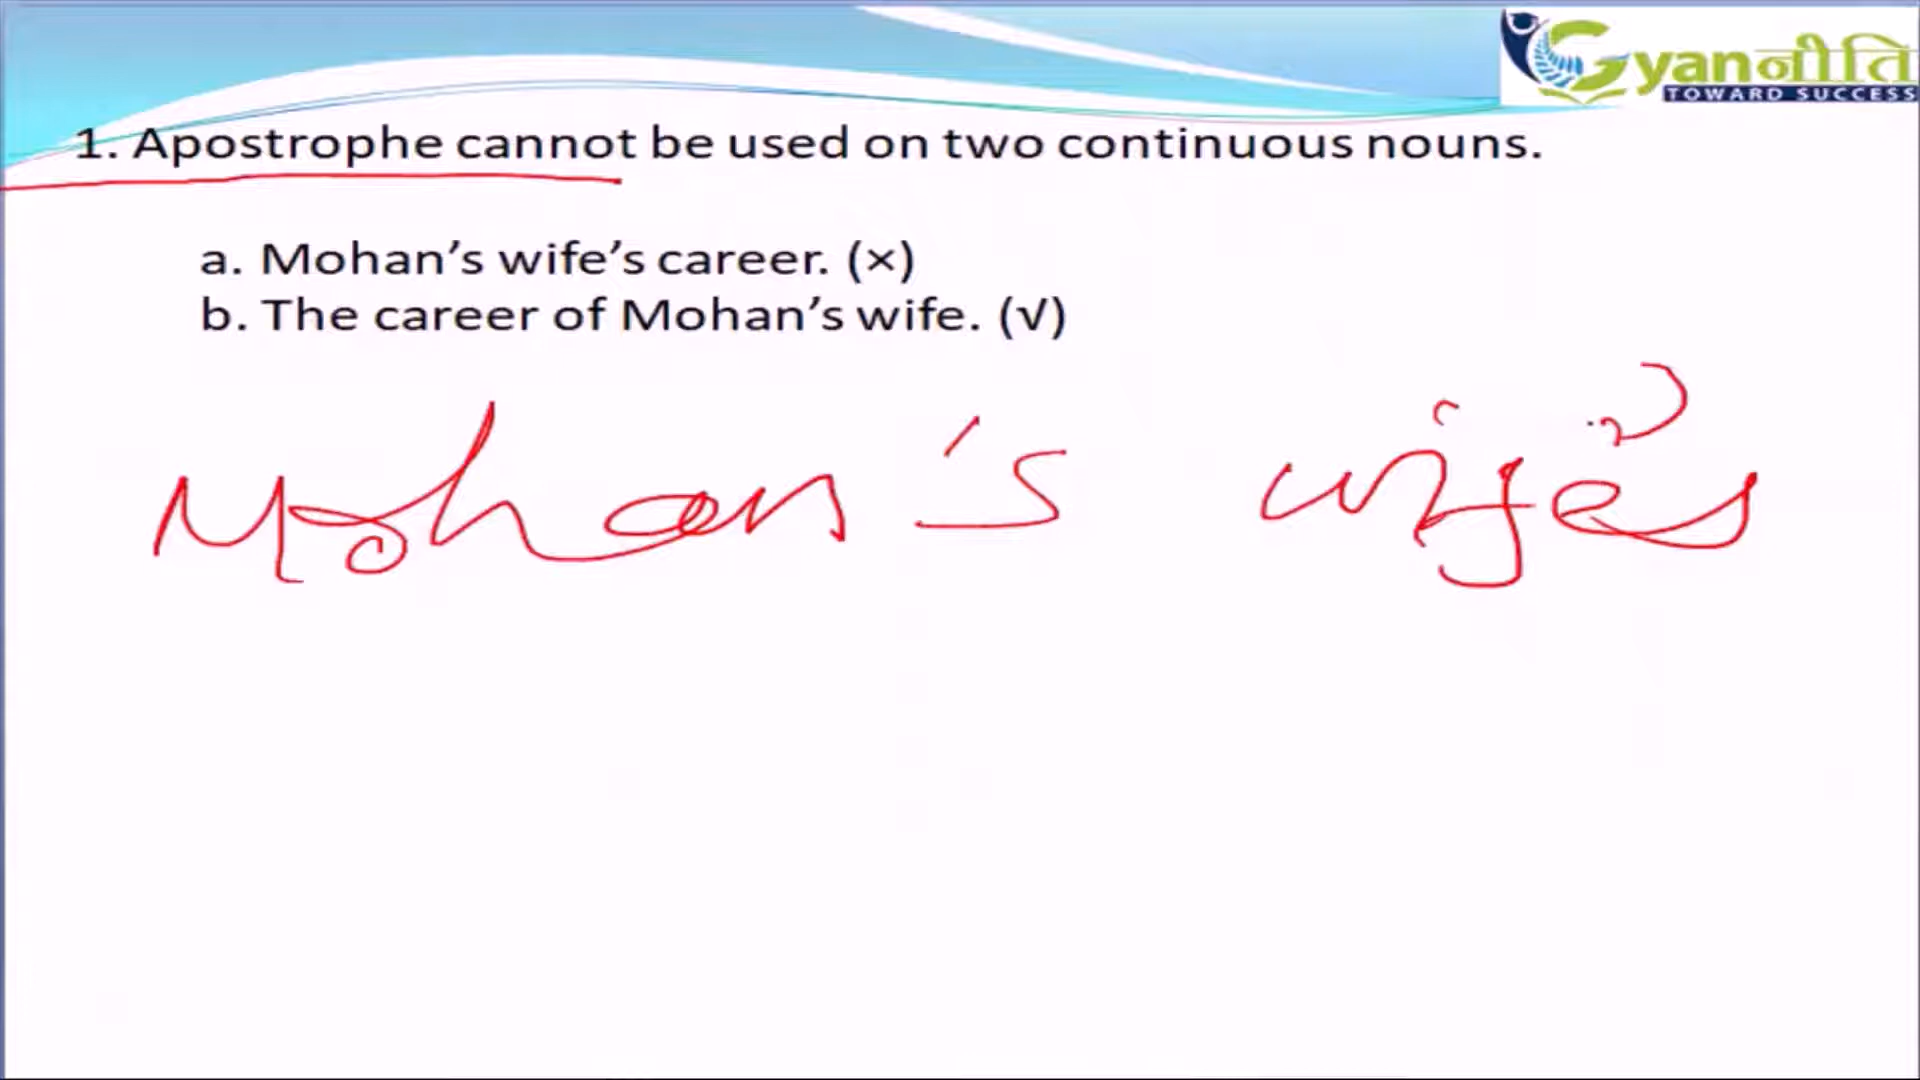 Gyanनीति
TOWARD SUCCESS
1. Apostrophe cannot be used on two continuous nouns.
a. Mohan’s wife’s career. (×)
b. The career of Mohan’s wife. (√)
Mohan's wife's